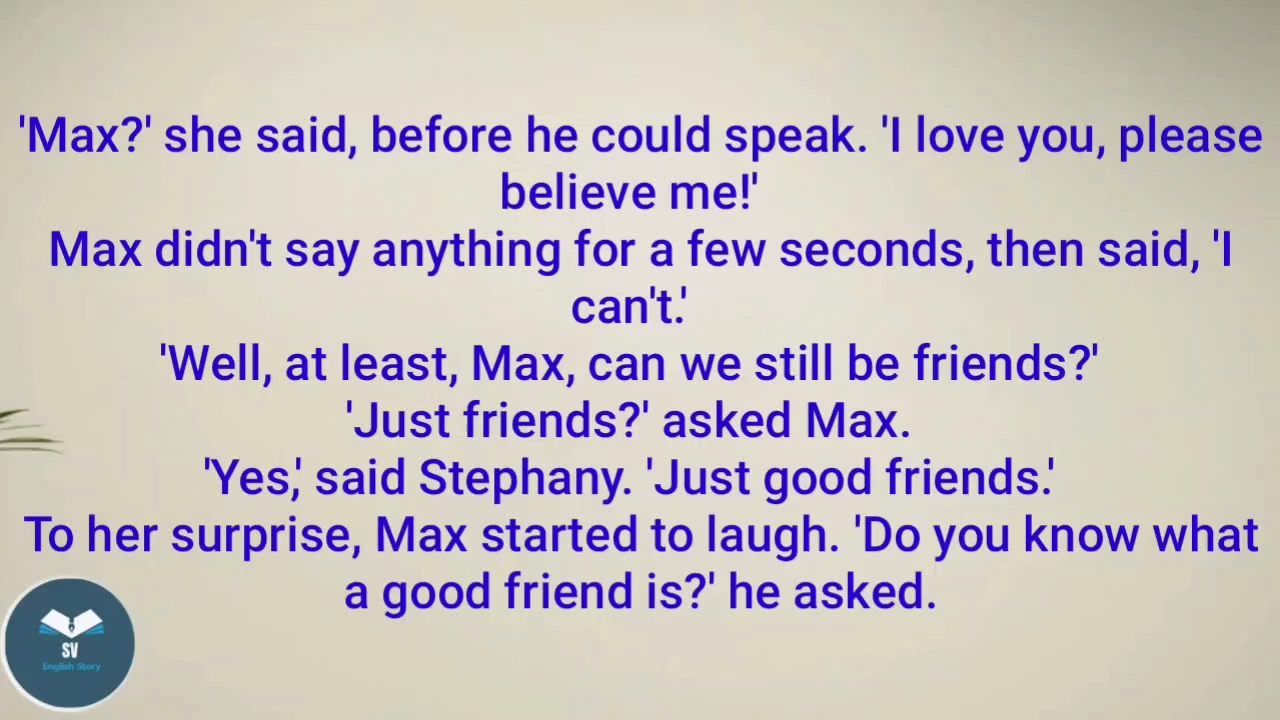 'Max?' she said, before he could speak. 'I love you, please
believe me!'
Max didn't say anything for a few seconds, then said, 'I
can't.'
'Well, at least, Max, can we still be friends?'
'Just friends?' asked Max.
'Yes,' said Stephany. 'Just good friends.'
To her surprise, Max started to laugh. 'Do you know what
a good friend is?' he asked.
SV
English Story